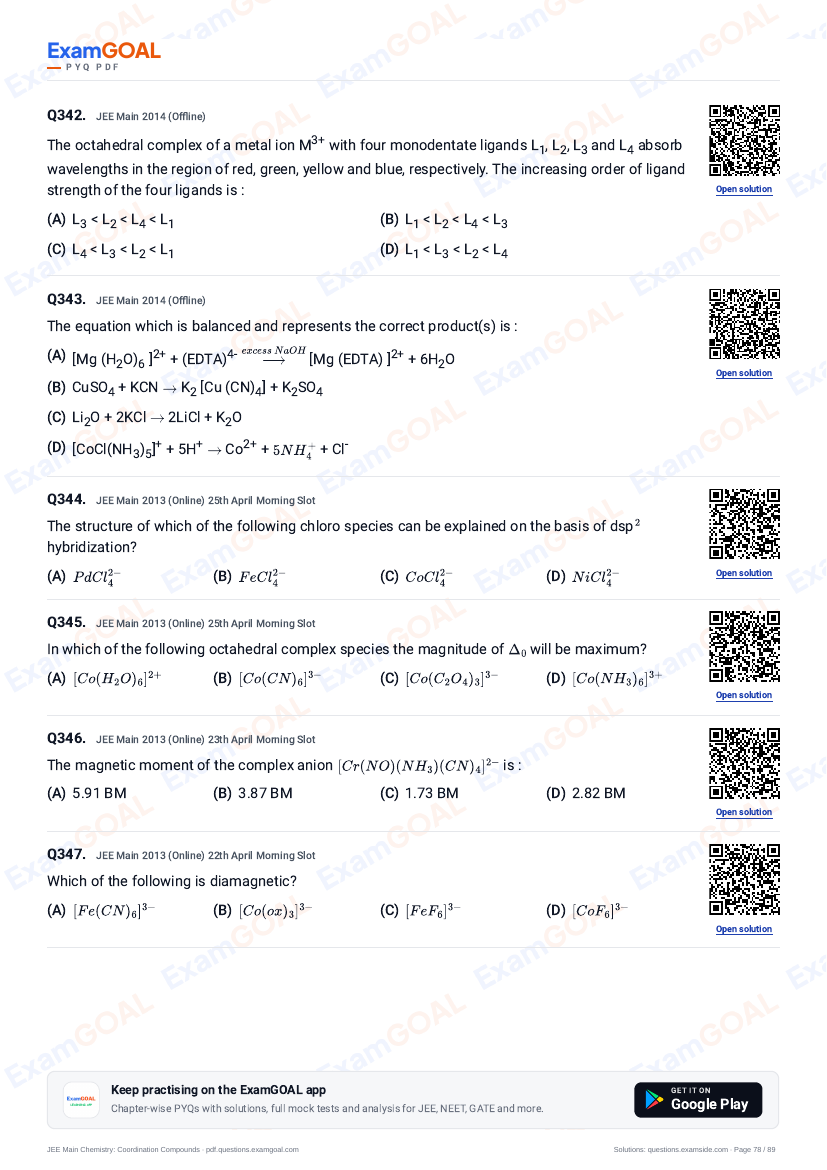 ExamGOAL
PYQ PDF
Q342. JEE Main 2014 (Offline)
The octahedral complex of a metal ion M³⁺ with four monodentate ligands L₁, L₂, L₃ and L₄ absorb
wavelengths in the region of red, green, yellow and blue, respectively. The increasing order of ligand
strength of the four ligands is :
(A) L₃ < L₂ < L₄ < L₁ (B) L₁ < L₂ < L₄ < L₃
(C) L₄ < L₃ < L₂ < L₁ (D) L₁ < L₃ < L₂ < L₄
Open solution
Q343. JEE Main 2014 (Offline)
The equation which is balanced and represents the correct product(s) is :
(A) [Mg (H₂O)₆ ]²⁺ + (EDTA)⁴⁻ excess NaOH ⟶ [Mg (EDTA) ]²⁺ + 6H₂O
(B) CuSO₄ + KCN → K₂ [Cu (CN)₄] + K₂SO₄
(C) Li₂O + 2KCl → 2LiCl + K₂O
(D) [CoCl(NH₃)₅]⁺ + 5H⁺ → Co²⁺ + 5NH₄⁺ + Cl⁻
Open solution
Q344. JEE Main 2013 (Online) 25th April Morning Slot
The structure of which of the following chloro species can be explained on the basis of dsp²
hybridization?
(A) PdCl₄²⁻ (B) FeCl₄²⁻ (C) CoCl₄²⁻ (D) NiCl₄²⁻
Open solution
Q345. JEE Main 2013 (Online) 25th April Morning Slot
In which of the following octahedral complex species the magnitude of Δ₀ will be maximum?
(A) [Co(H₂O)₆]²⁺ (B) [Co(CN)₆]³⁻ (C) [Co(C₂O₄)₃]³⁻ (D) [Co(NH₃)₆]³⁺
Open solution
Q346. JEE Main 2013 (Online) 23th April Morning Slot
The magnetic moment of the complex anion [Cr(NO)(NH₃)(CN)₄]²⁻ is :
(A) 5.91 BM (B) 3.87 BM (C) 1.73 BM (D) 2.82 BM
Open solution
Q347. JEE Main 2013 (Online) 22th April Morning Slot
Which of the following is diamagnetic?
(A) [Fe(CN)₆]³⁻ (B) [Co(ox)₃]³⁻ (C) [FeF₆]³⁻ (D) [CoF₆]³⁻
Open solution
ExamGOAL
Keep practising on the ExamGOAL app
Chapter-wise PYQs with solutions, full mock tests and analysis for JEE, NEET, GATE and more.
GET IT ON
Google Play
JEE Main Chemistry: Coordination Compounds · pdf.questions.examgoal.com
Solutions: questions.examside.com · Page 78 / 89